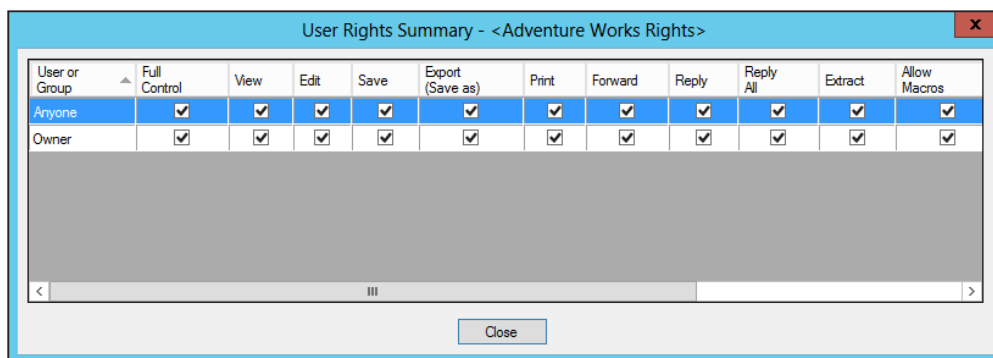 User Rights Summary - <Adventure Works Rights>
x
User or Group Full Control View Edit Save Export (Save as) Print Forward Reply Reply All Extract Allow Macros
Anyone
Owner
Close